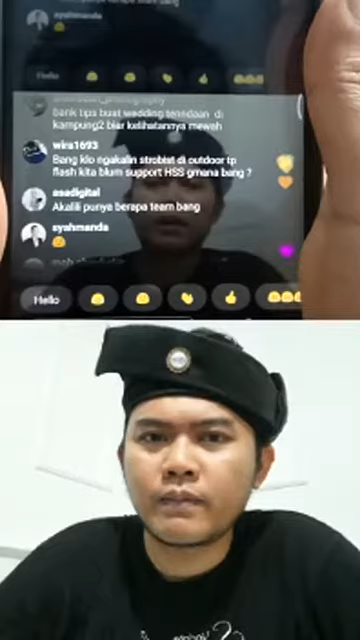 syahmanda
Hello
bank tips buat wedding tenndaan di
kampung2 biar kelihatannya mewah
wira1693
Bang klo ngakalin strobist di outdoor tp
flash kita blum support HSS gmana bang ?
asadigital
Akalili punya berapa team bang
syahmanda
Hello